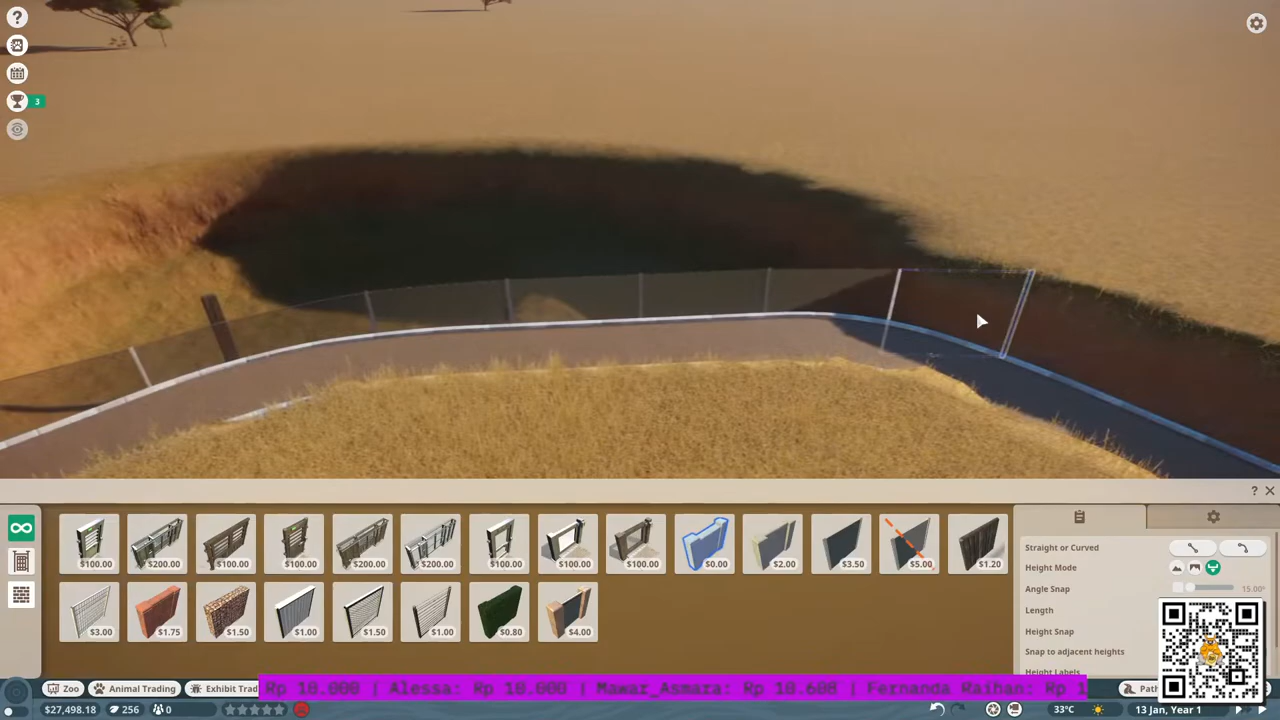 ?
3
? ×
$100.00 $200.00 $100.00 $100.00 $200.00 $200.00 $100.00 $100.00 $100.00 $0.00 $2.00 $3.50 $5.00 $1.20
$3.00 $1.75 $1.50 $1.00 $1.50 $1.00 $0.80 $4.00
Straight or Curved
Height Mode
Angle Snap 15.00°
Length
Height Snap
Snap to adjacent heights
Height Labels
Zoo Animal Trading Exhibit Trad
Rp 10.000 | Alessa: Rp 10.000 | Mawar_Asmara: Rp 10.608 | Fernanda Raihan: Rp 1
Path
$27,498.18 256 0 33°C 13 Jan, Year 1